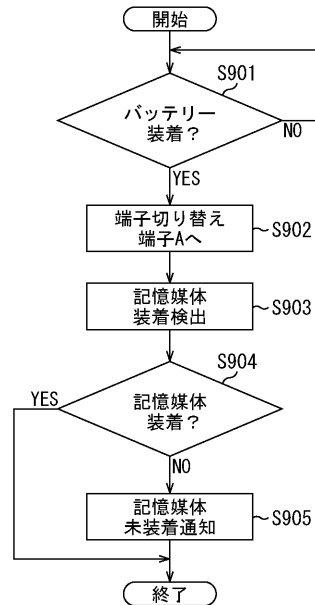 開始
S901
バッテリー
装着?
NO
YES
端子切り替え
端子Aへ
S902
記憶媒体
装着検出
S903
S904
YES
記憶媒体
装着?
NO
記憶媒体
未装着通知
S905
終了